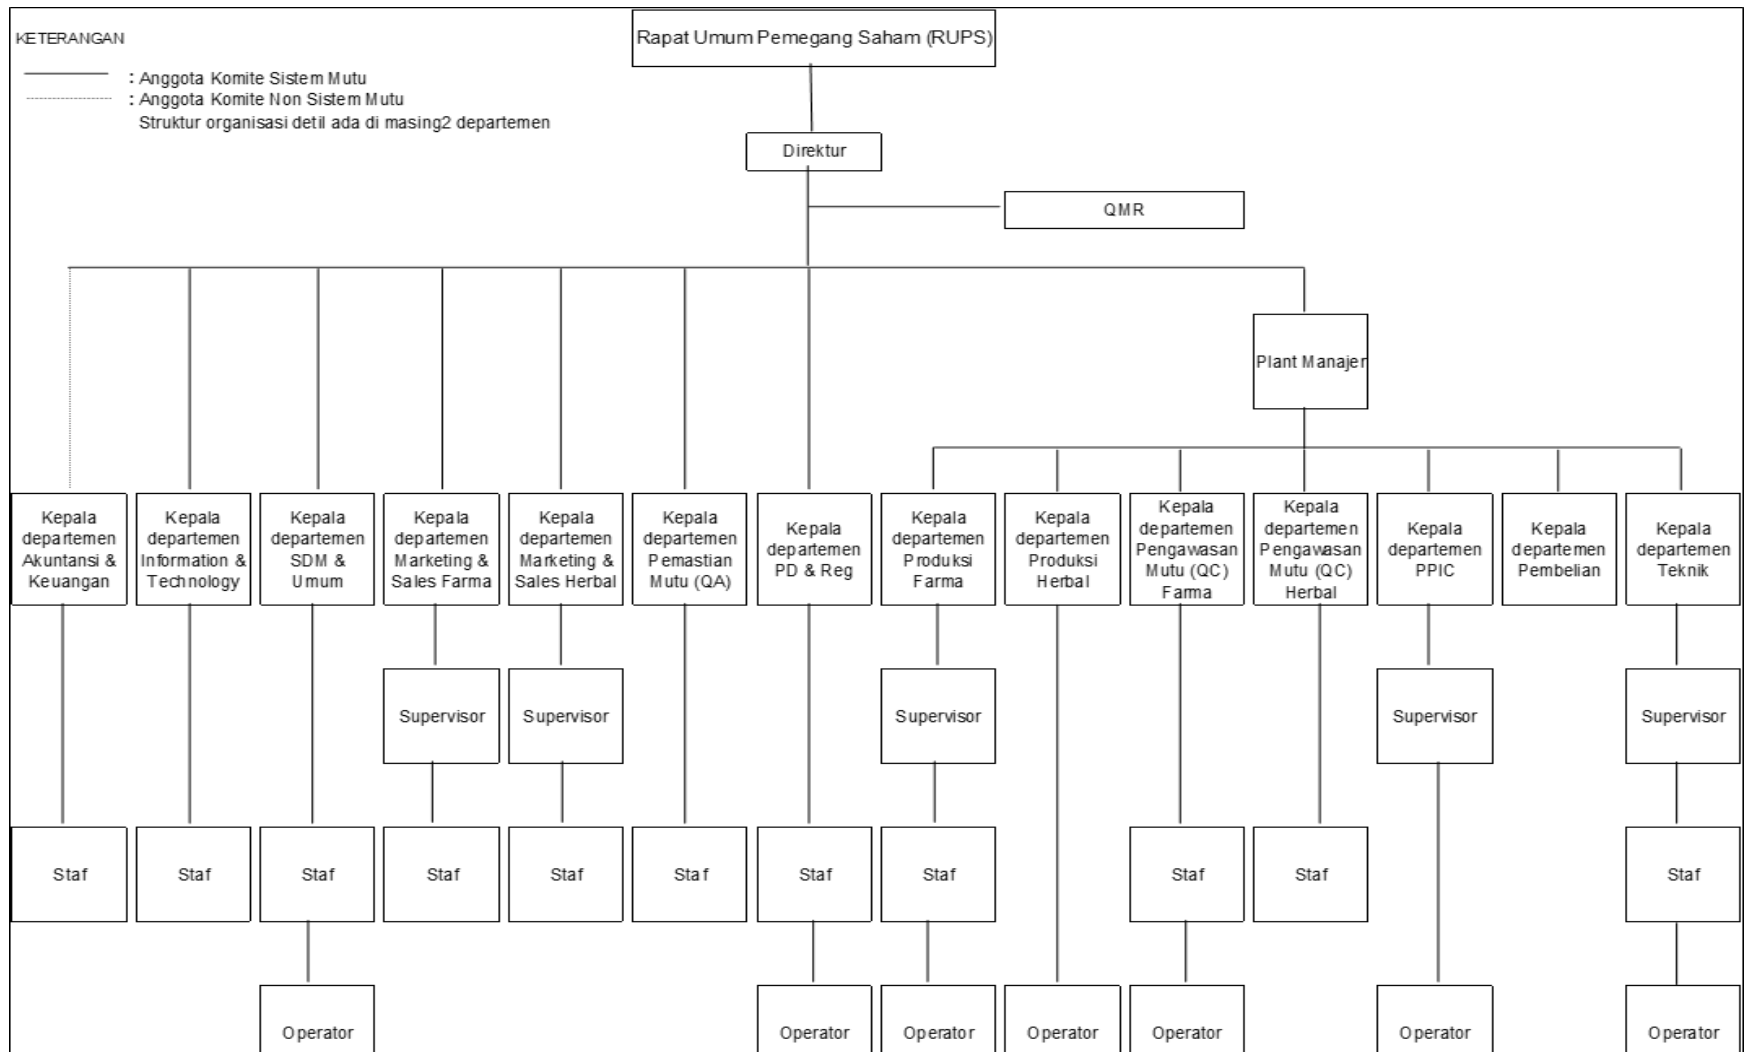 Rapat Umum Pemegang Saham (RUPS)
KETERANGAN
: Anggota Komite Sistem Mutu
: Anggota Komite Non Sistem Mutu
Struktur organisasi detil ada di masing2 departemen
Direktur
QMR
Plant Manajer
Kepala
departemen
Akuntansi &
Keuangan
Kepala
departemen
Information &
Technology
Kepala
departemen
SDM &
Umum
Kepala
departemen
Marketing &
Sales Farma
Kepala
departemen
Marketing &
Sales Herbal
Kepala
departemen
Pemastian
Mutu (QA)
Kepala
departemen
PD & Reg
Kepala
departemen
Produksi
Farma
Kepala
departemen
Produksi
Herbal
Kepala
departemen
Pengawasan
Mutu (QC)
Farma
Kepala
departemen
Pengawasan
Mutu (QC)
Herbal
Kepala
departemen
PPIC
Kepala
departemen
Pembelian
Kepala
departemen
Teknik
Supervisor
Supervisor
Supervisor
Supervisor
Supervisor
Staf
Staf
Staf
Staf
Staf
Staf
Staf
Staf
Staf
Staf
Staf
Operator
Operator
Operator
Operator
Operator
Operator
Operator